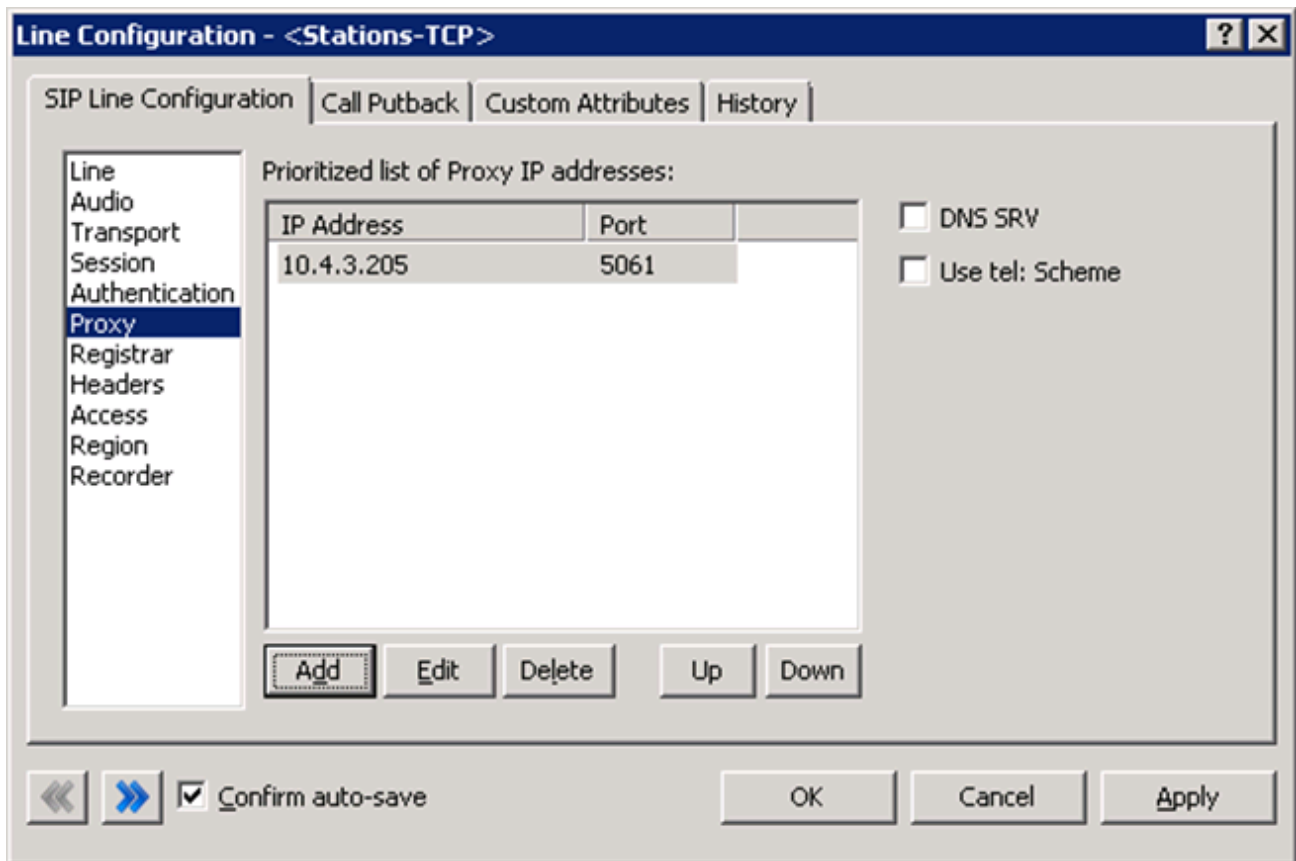 Line Configuration - <Stations-TCP>
SIP Line Configuration
Call Putback
Custom Attributes
History
Line
Audio
Transport
Session
Authentication
Proxy
Registrar
Headers
Access
Region
Recorder
Prioritized list of Proxy IP addresses:
IP Address Port
10.4.3.205 5061
DNS SRV
Use tel: Scheme
Add Edit Delete Up Down
Confirm auto-save
OK Cancel Apply